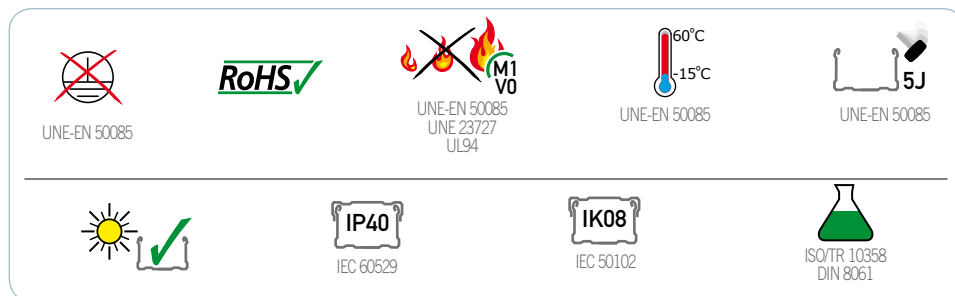 UNE-EN 50085
RoHS
M1
V0
UNE-EN 50085
UNE 23727
UL94
60°C
-15°C
UNE-EN 50085
5J
UNE-EN 50085
IP40
IEC 60529
IK08
IEC 50102
ISO/TR 10358
DIN 8061